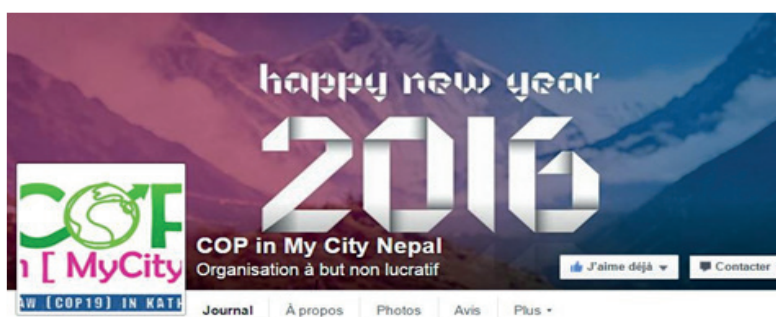 happy new year
2016
COP
n [ MyCity
AW (COP19) IN KATH
COP in My City Nepal
Organisation à but non lucratif
J'aime déjà
Contacter
Journal À propos Photos Avis Plus